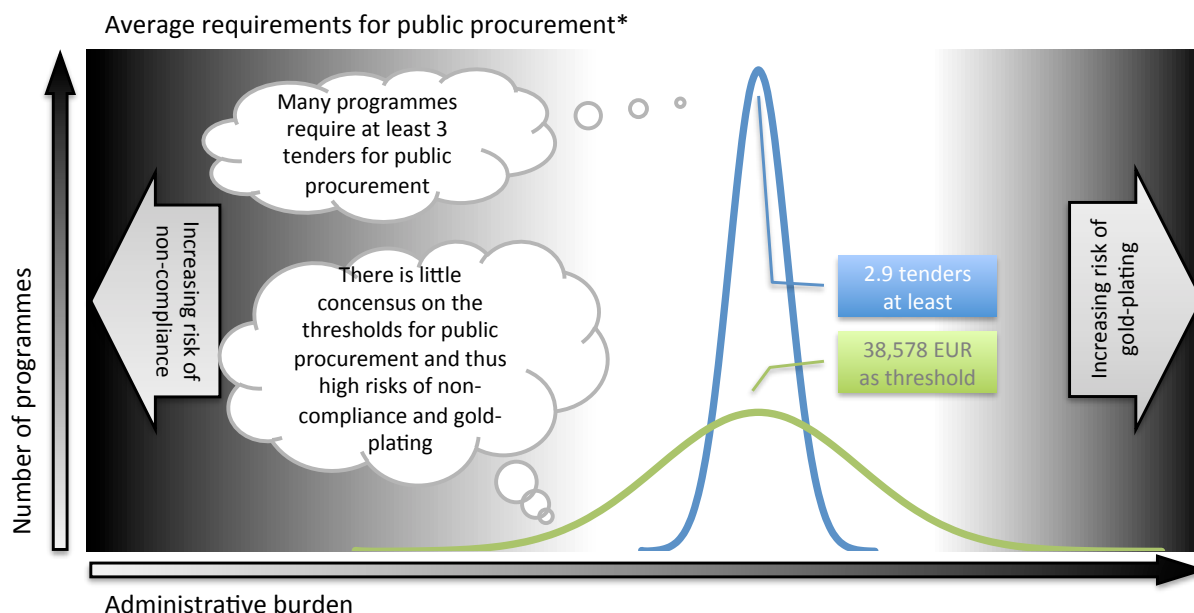 Average requirements for public procurement*
Many programmes
require at least 3
tenders for public
procurement
Increasing risk of
non-compliance
There is little
concensus on the
thresholds for public
procurement and thus
high risks of non-
compliance and gold-
plating
2.9 tenders
at least
38,578 EUR
as threshold
Increasing risk of
gold-plating
Number of programmes
Administrative burden